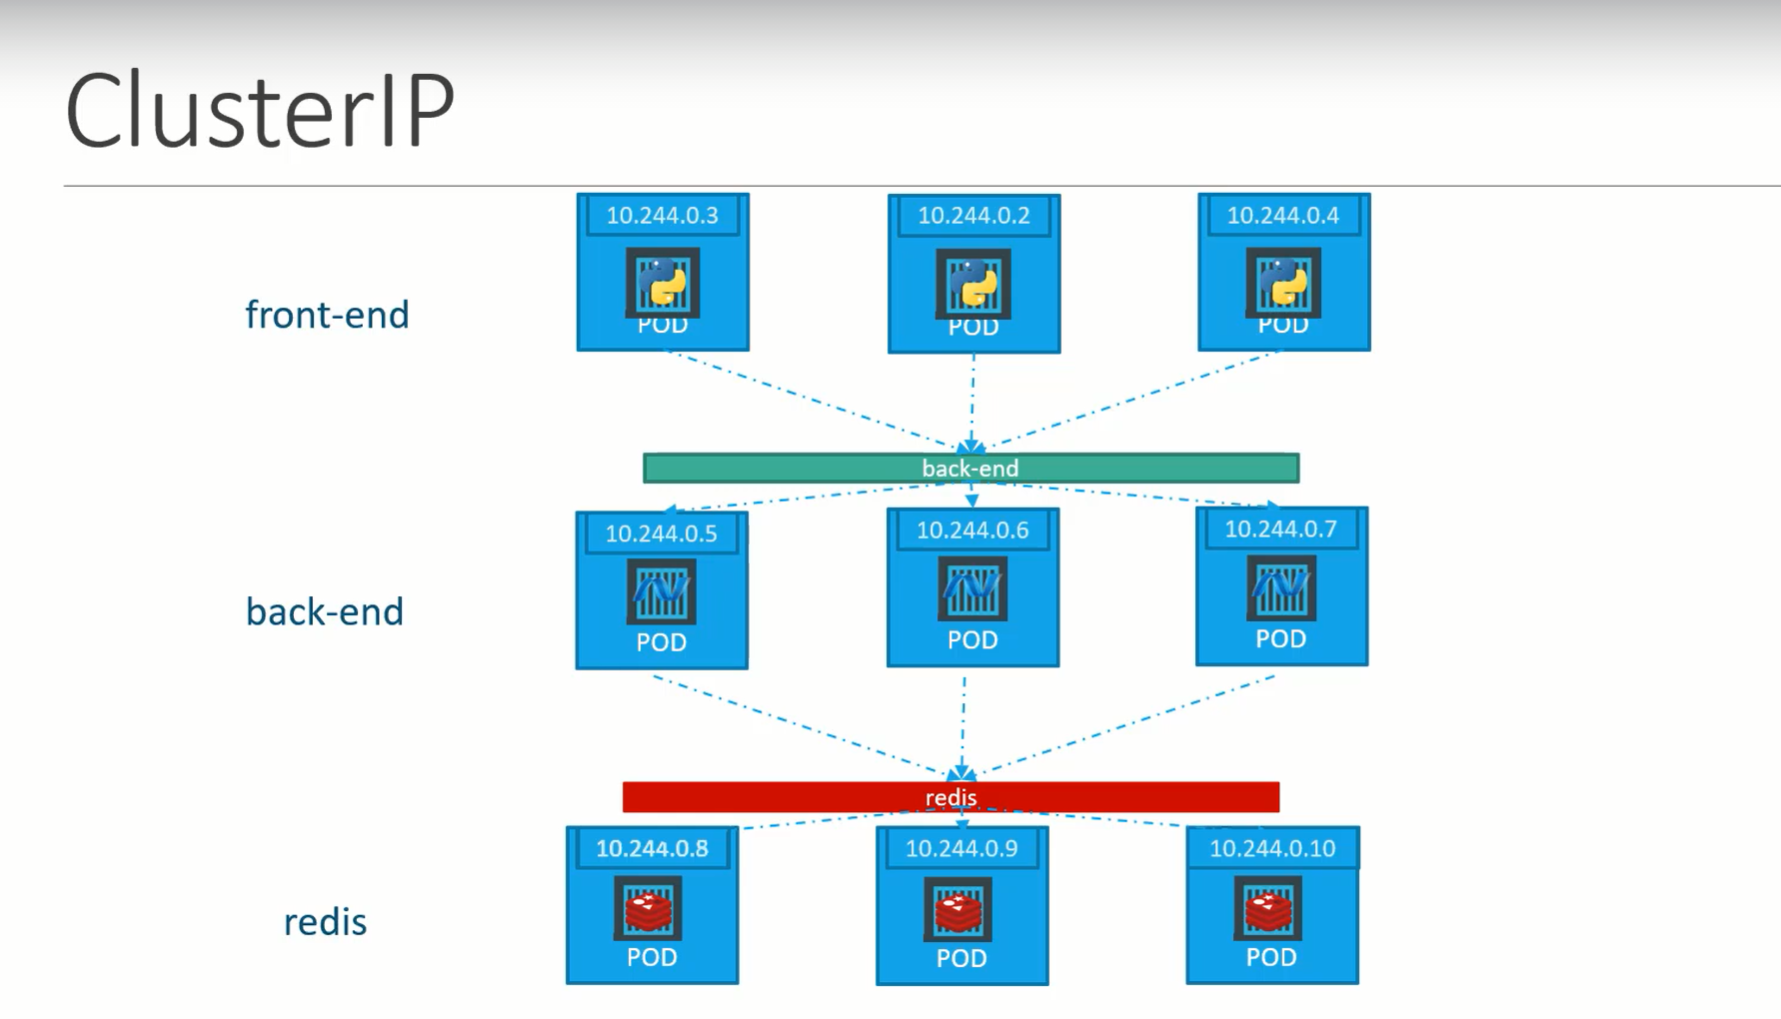 ClusterIP
10.244.0.3
10.244.0.2
10.244.0.4
front-end
POD
POD
POD
back-end
10.244.0.5
10.244.0.6
10.244.0.7
back-end
POD
POD
POD
redis
10.244.0.8
10.244.0.9
10.244.0.10
redis
POD
POD
POD